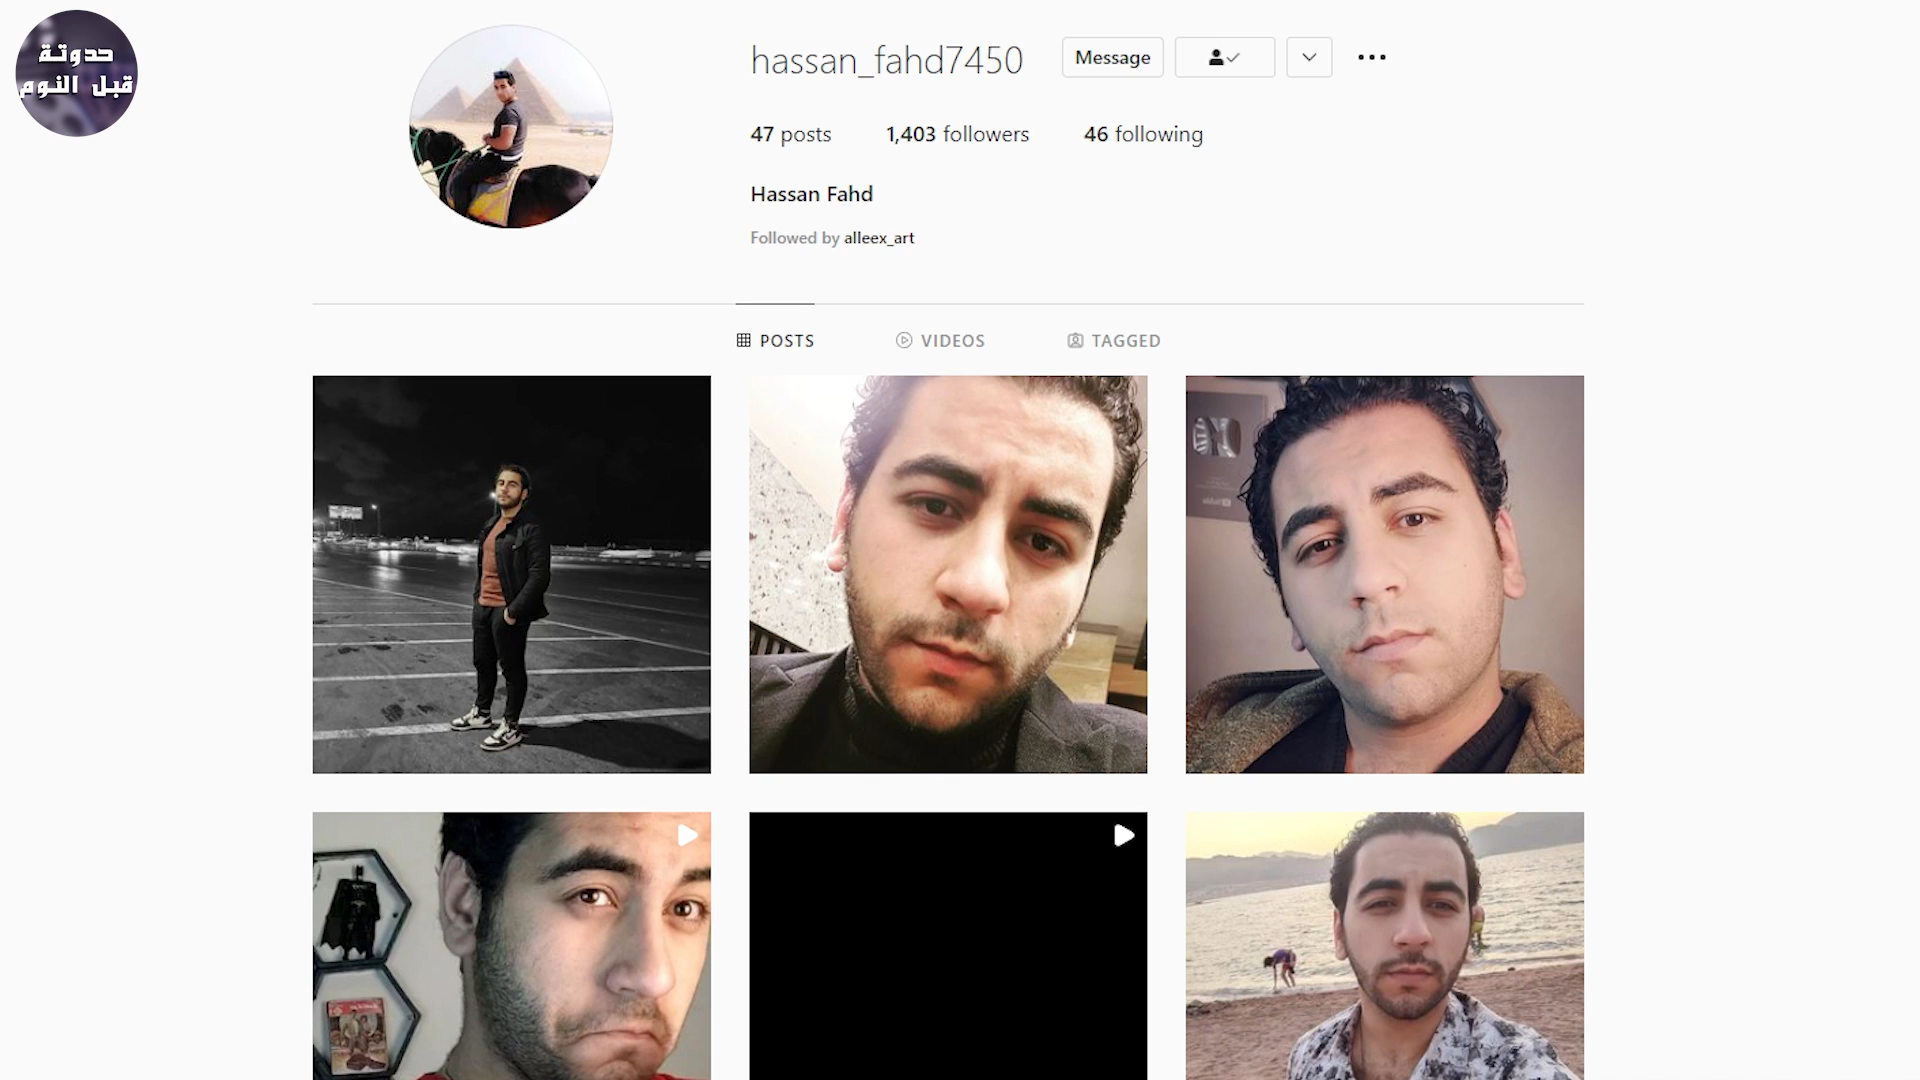 حدوتة
قبل النوم
hassan_fahd7450
Message
47 posts
1,403 followers
46 following
Hassan Fahd
Followed by alleex_art
POSTS
VIDEOS
TAGGED